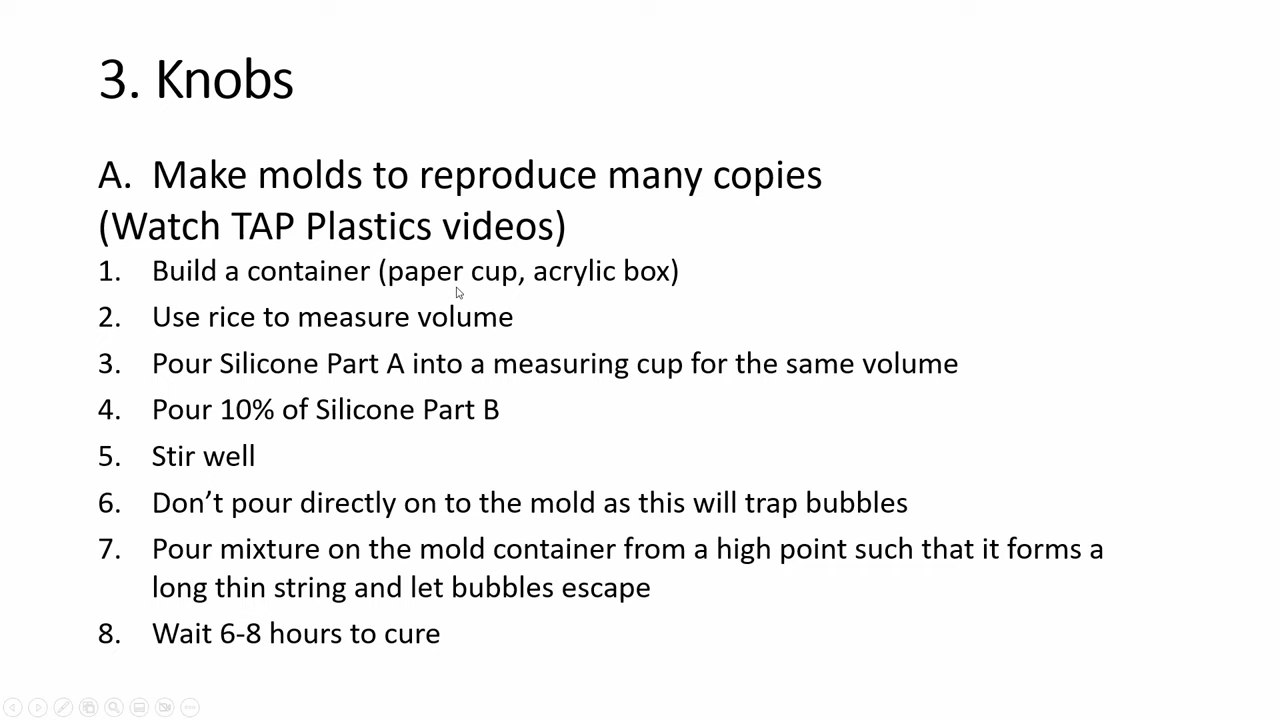 3. Knobs
A. Make molds to reproduce many copies
(Watch TAP Plastics videos)
1. Build a container (paper cup, acrylic box)
2. Use rice to measure volume
3. Pour Silicone Part A into a measuring cup for the same volume
4. Pour 10% of Silicone Part B
5. Stir well
6. Don’t pour directly on to the mold as this will trap bubbles
7. Pour mixture on the mold container from a high point such that it forms a
long thin string and let bubbles escape
8. Wait 6-8 hours to cure